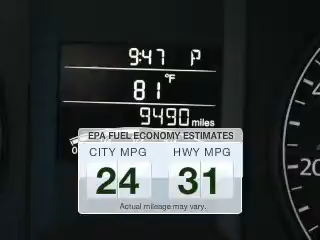 9:47 P
81 °F
9490 miles
EPA FUEL ECONOMY ESTIMATES
CITY MPG HWY MPG
24 31
Actual mileage may vary.
20